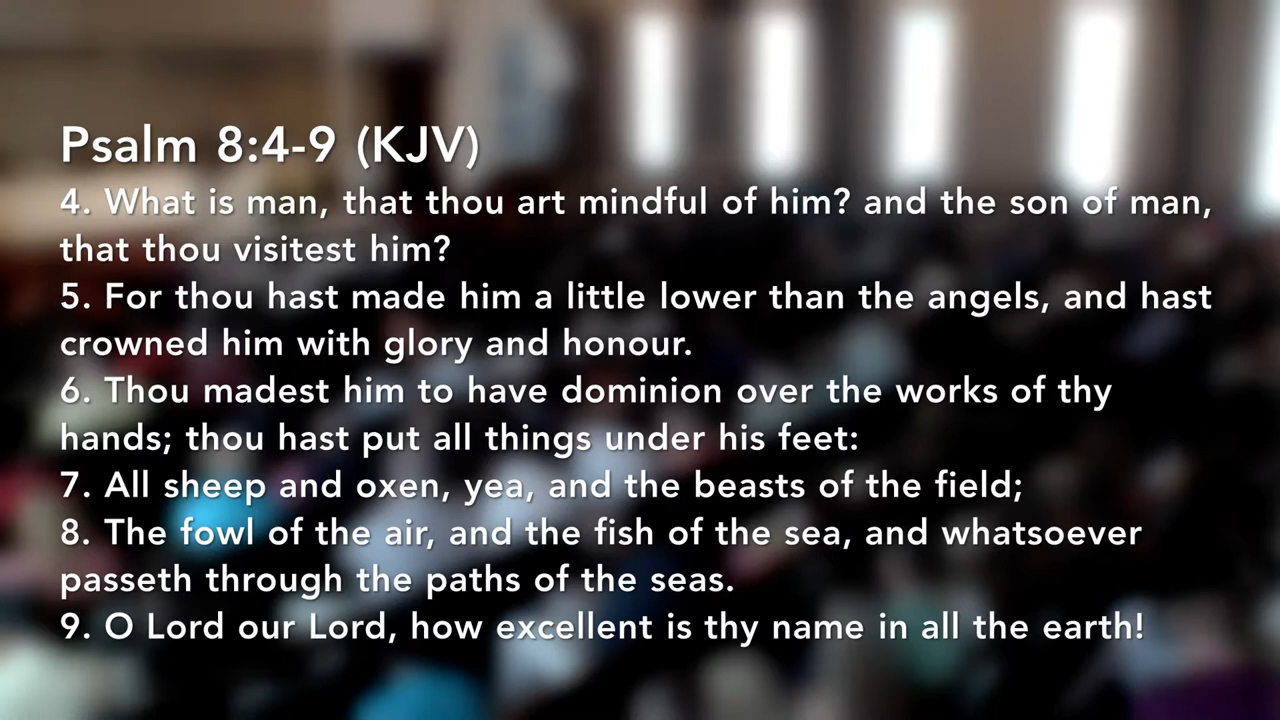 Psalm 8:4-9 (KJV)
4. What is man, that thou art mindful of him? and the son of man,
that thou visitest him?
5. For thou hast made him a little lower than the angels, and hast
crowned him with glory and honour.
6. Thou madest him to have dominion over the works of thy
hands; thou hast put all things under his feet:
7. All sheep and oxen, yea, and the beasts of the field;
8. The fowl of the air, and the fish of the sea, and whatsoever
passeth through the paths of the seas.
9. O Lord our Lord, how excellent is thy name in all the earth!